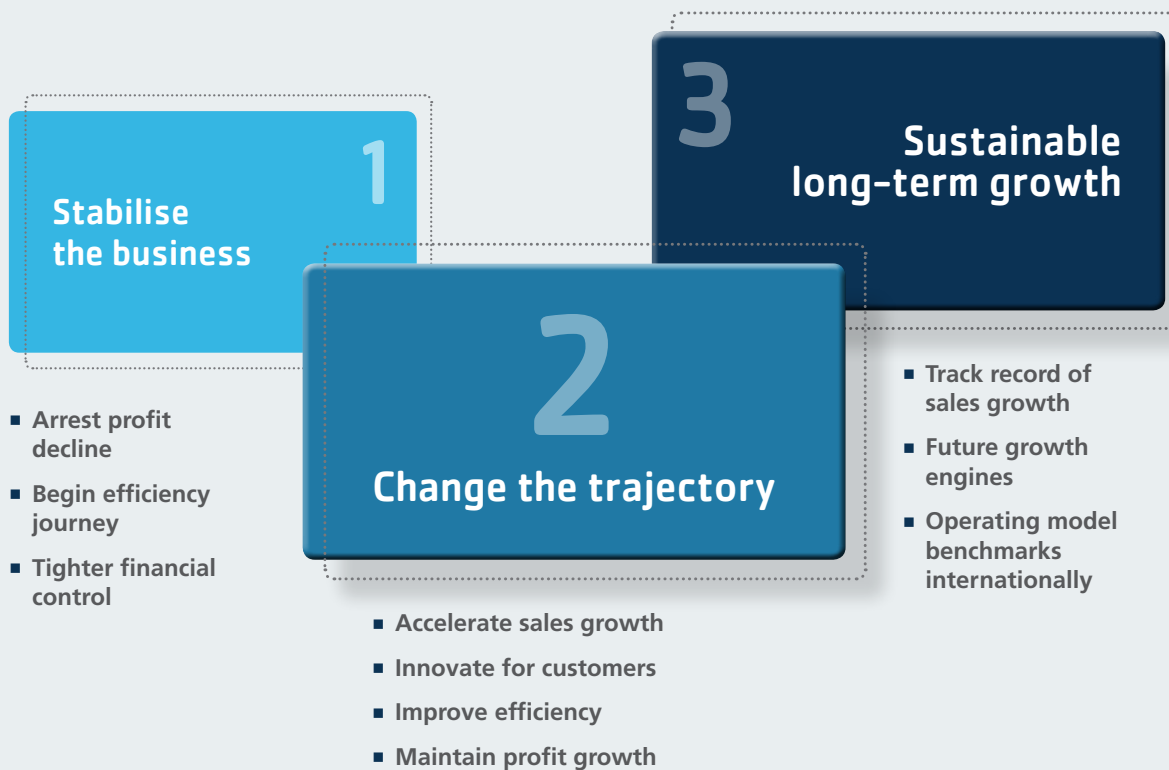 1
Stabilise
the business
■ Arrest profit
decline
■ Begin efficiency
journey
■ Tighter financial
control
2
Change the trajectory
■ Accelerate sales growth
■ Innovate for customers
■ Improve efficiency
■ Maintain profit growth
3
Sustainable
long-term growth
■ Track record of
sales growth
■ Future growth
engines
■ Operating model
benchmarks
internationally